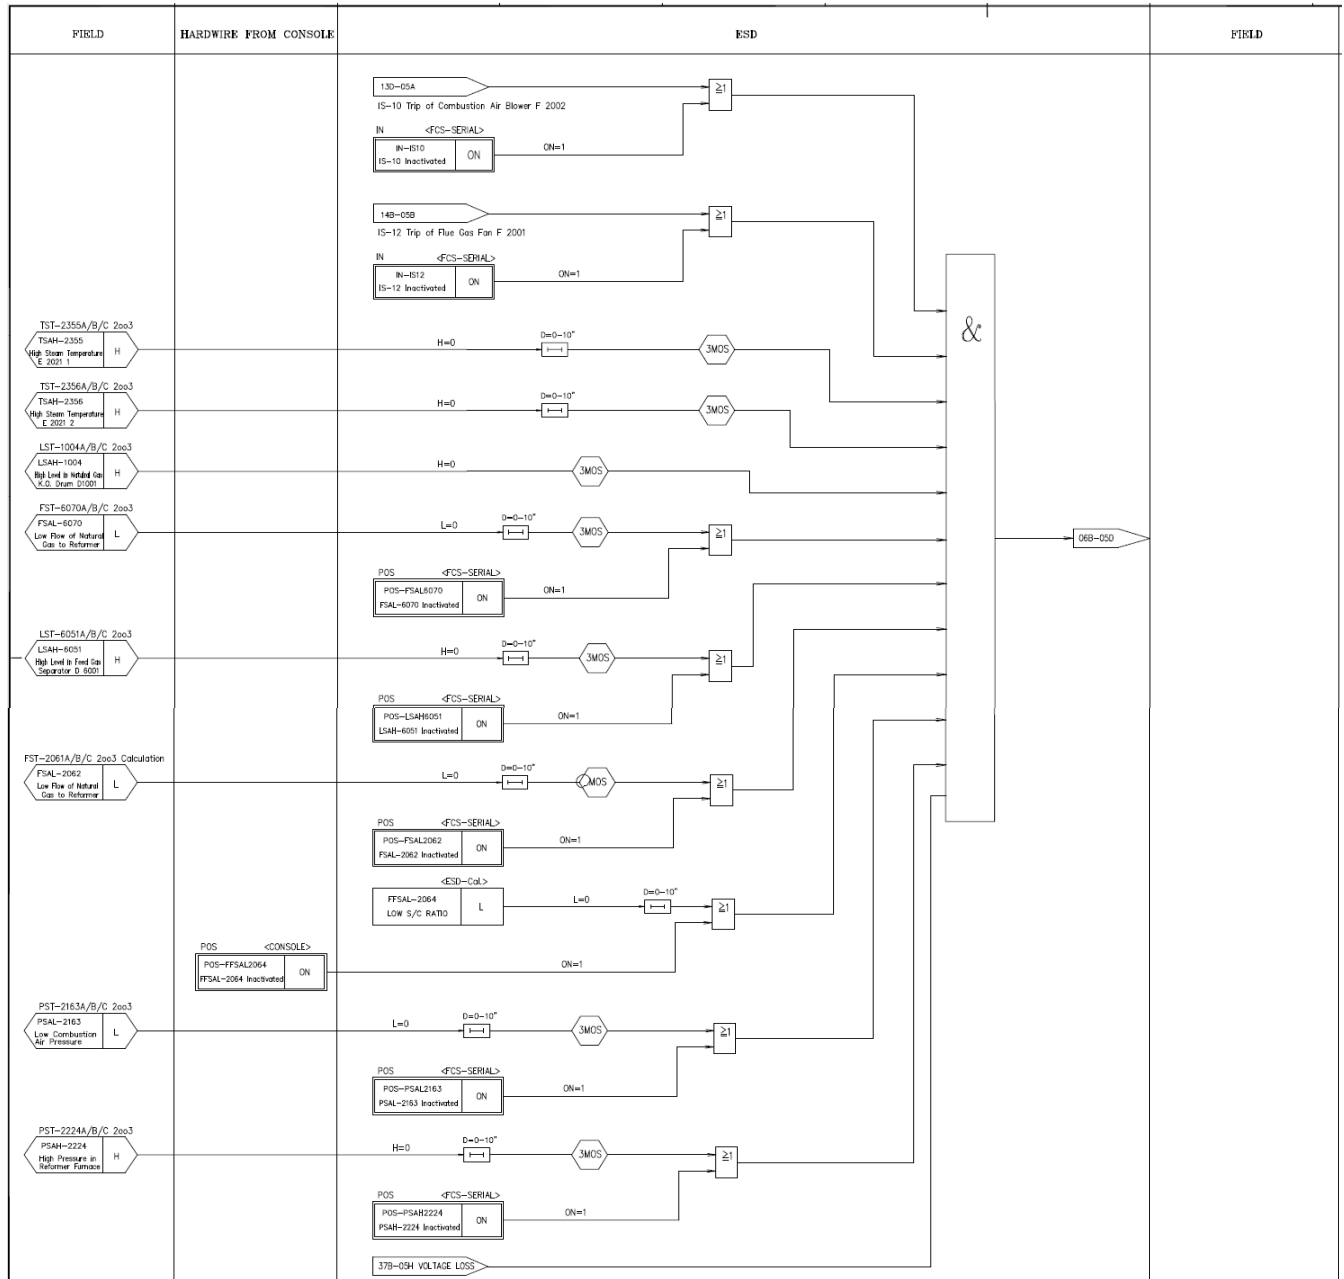 FIELD
HARDWIRE FROM CONSOLE
ESD
FIELD
13D-05A
≧1
IS-10 Trip of Combustion Air Blower F 2002
IN <FCS-SERIAL>
IN-IS10
IS-10 Inactivated
ON
ON=1
14B-05B
≧1
IS-12 Trip of Flue Gas Fan F 2001
IN <FCS-SERIAL>
IN-IS12
IS-12 Inactivated
ON
ON=1
&
TST-2355A/B/C 2oo3
TSAH-2355
High Steam Temperature
E 2021 1
H
H=0
D=0-10"
3MOS
TST-2356A/B/C 2oo3
TSAH-2356
High Steam Temperature
E 2021 2
H
H=0
D=0-10"
3MOS
LST-1004A/B/C 2oo3
LSAH-1004
High Level in Natural Gas
K.O. Drum D1001
H
H=0
3MOS
FST-6070A/B/C 2oo3
FSAL-6070
Low Flow of Natural
Gas to Reformer
L
L=0
D=0-10"
3MOS
≧1
06B-05D
POS <FCS-SERIAL>
POS-FSAL6070
FSAL-6070 Inactivated
ON
ON=1
LST-6051A/B/C 2oo3
LSAH-6051
High Level in Feed Gas
Separator D 6001
H
H=0
D=0-10"
3MOS
≧1
POS <FCS-SERIAL>
POS-LSAH6051
LSAH-6051 Inactivated
ON
ON=1
FST-2061A/B/C 2oo3 Calculation
FSAL-2062
Low Flow of Natural
Gas to Reformer
L
L=0
D=0-10"
MOS
≧1
POS <FCS-SERIAL>
POS-FSAL2062
FSAL-2062 Inactivated
ON
ON=1
<ESD-Cal.>
FFSAL-2064
LOW S/C RATIO
L
L=0
D=0-10"
≧1
POS <CONSOLE>
POS-FFSAL2064
FFSAL-2064 Inactivated
ON
ON=1
PST-2163A/B/C 2oo3
PSAL-2163
Low Combustion
Air Pressure
L
L=0
D=0-10"
3MOS
≧1
POS <FCS-SERIAL>
POS-PSAL2163
PSAL-2163 Inactivated
ON
ON=1
PST-2224A/B/C 2oo3
PSAH-2224
High Pressure in
Reformer Furnace
H
H=0
D=0-10"
3MOS
≧1
POS <FCS-SERIAL>
POS-PSAH2224
PSAH-2224 Inactivated
ON
ON=1
37B-05H VOLTAGE LOSS